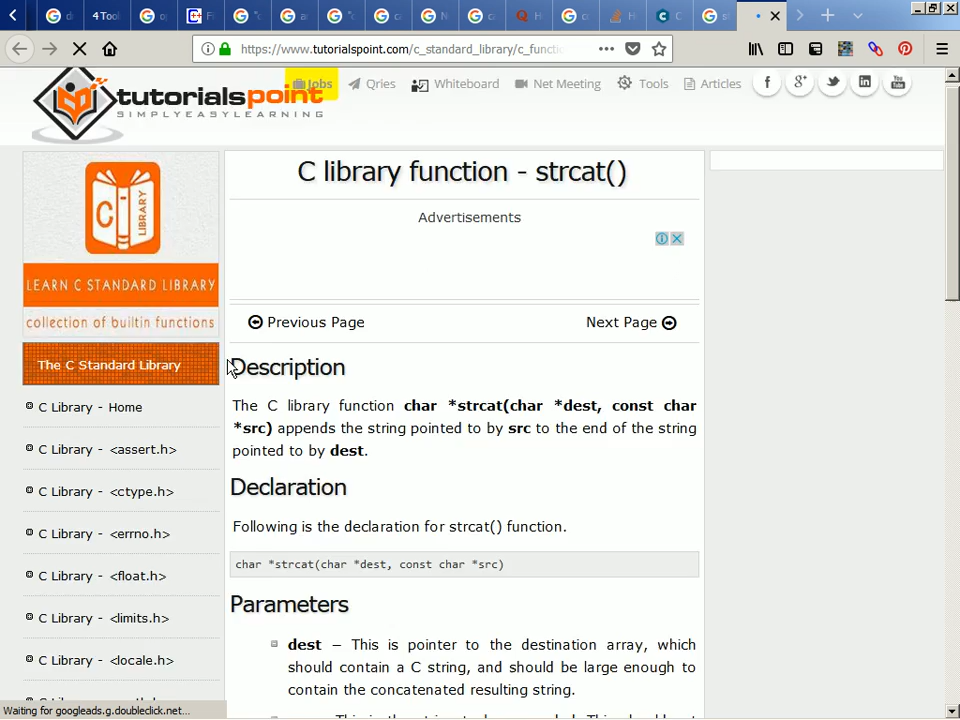 4 Tool
https://www.tutorialspoint.com/c_standard_library/c_functi
Jobs
Qries
Whiteboard
Net Meeting
Tools
Articles
tutorialspoint
SIMPLYEASYLEARNING
C LIBRARY
LEARN C STANDARD LIBRARY
collection of builtin functions
The C Standard Library
C Library - Home
C Library - <assert.h>
C Library - <ctype.h>
C Library - <errno.h>
C Library - <float.h>
C Library - <limits.h>
C Library - <locale.h>
C library function - strcat()
Advertisements
Previous Page
Next Page
Description
The C library function char *strcat(char *dest, const char
*src) appends the string pointed to by src to the end of the string
pointed to by dest.
Declaration
Following is the declaration for strcat() function.
char *strcat(char *dest, const char *src)
Parameters
dest − This is pointer to the destination array, which
should contain a C string, and should be large enough to
contain the concatenated resulting string.
Waiting for googleads.g.doubleclick.net...